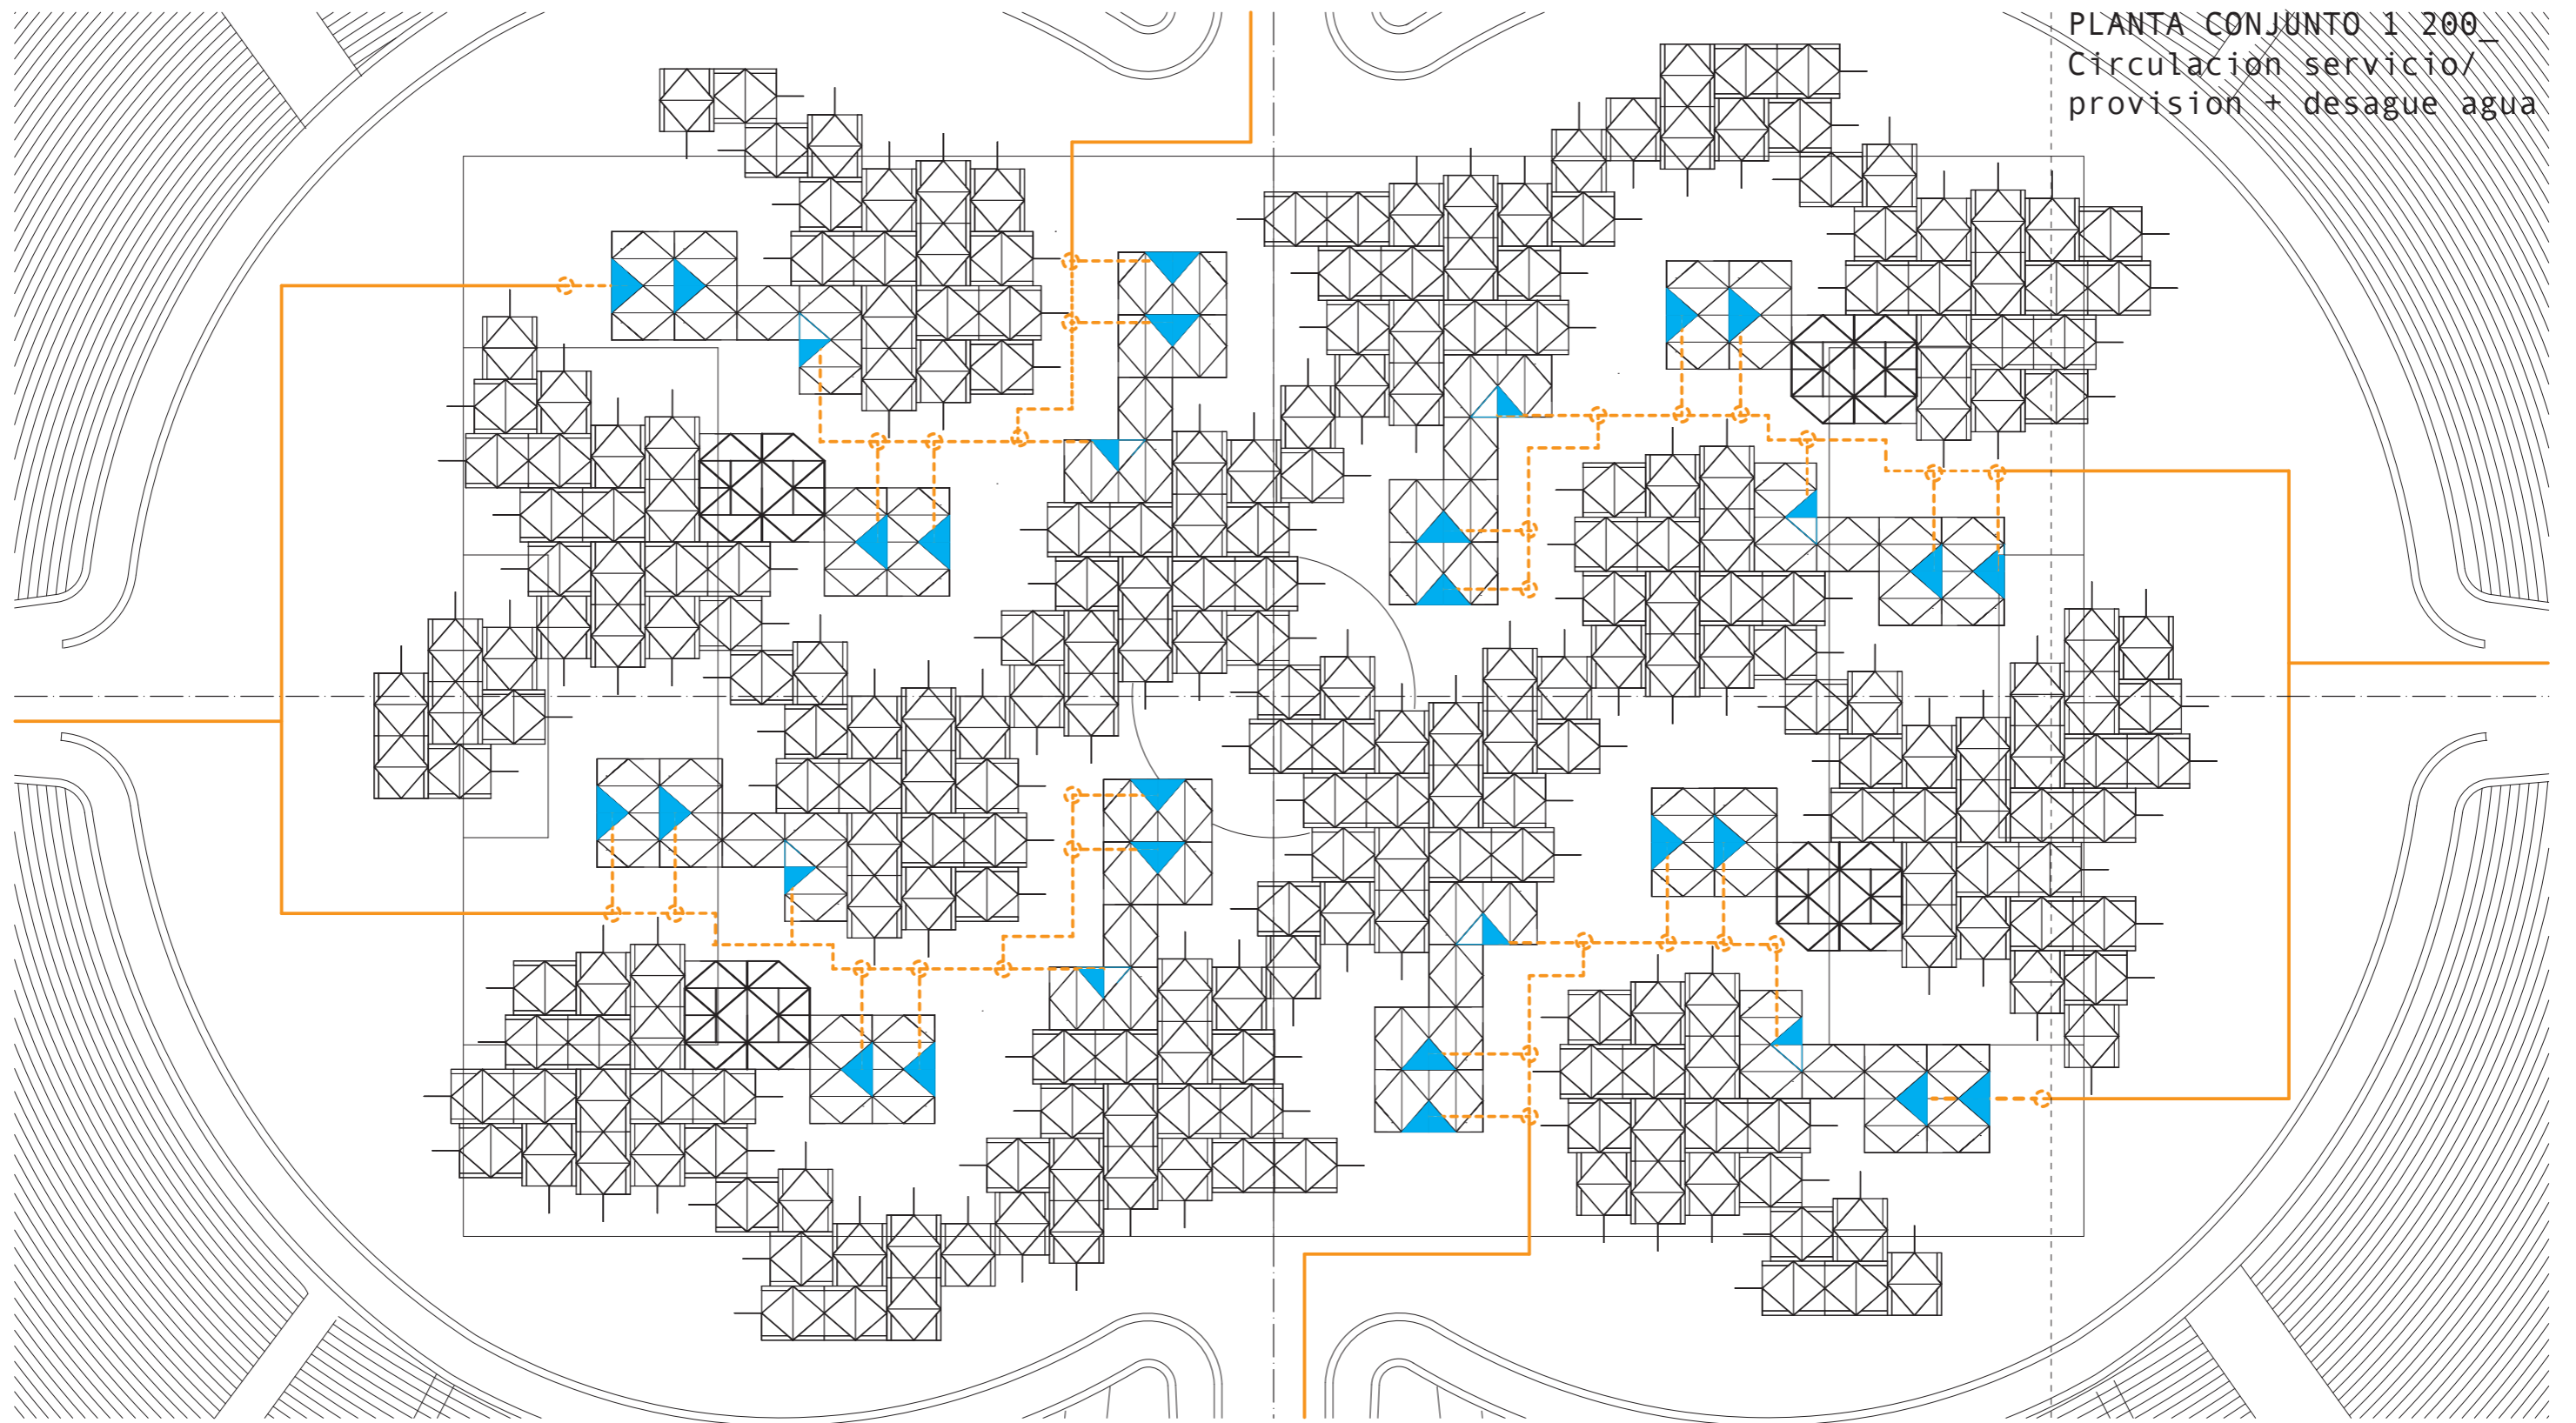 PLANTA CONJUNTO 1 200_
Circulacion servicio/
provision + desague agua